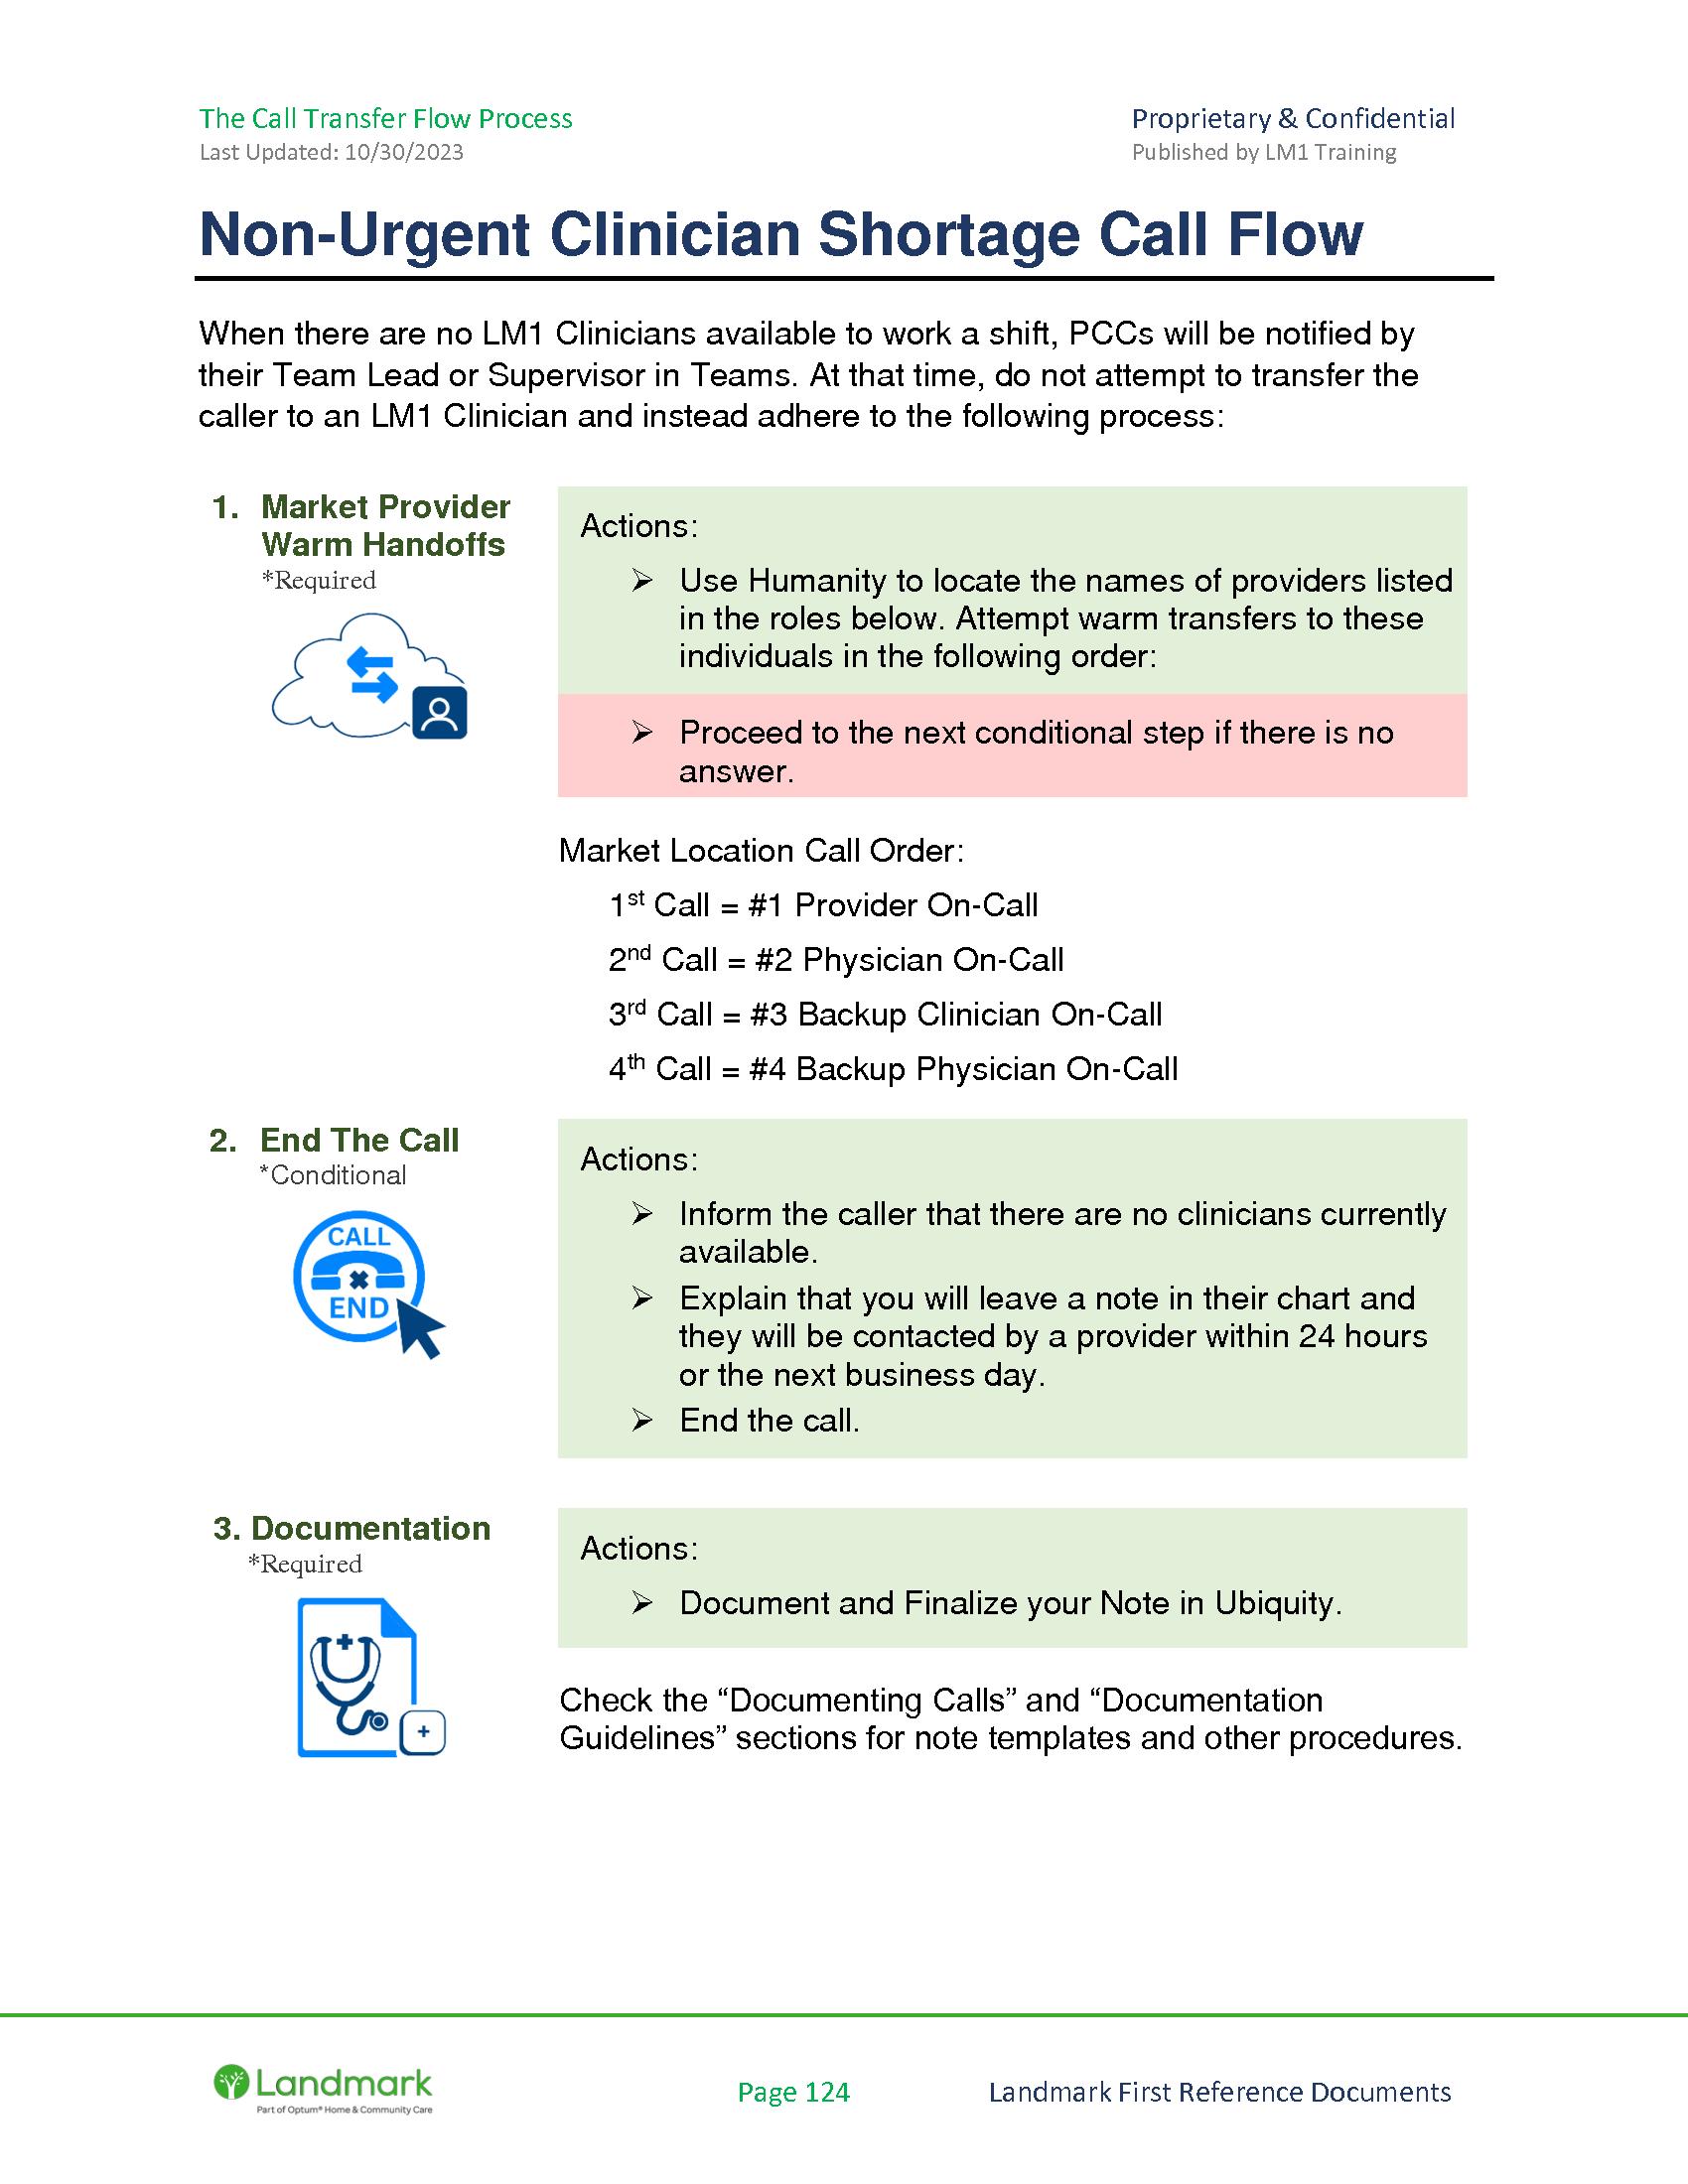 The Call Transfer Flow Process
Proprietary & Confidential
Last Updated: 10/30/2023
Published by LM1 Training
Non-Urgent Clinician Shortage Call Flow
When there are no LM1 Clinicians available to work a shift, PCCs will be notified by
their Team Lead or Supervisor in Teams. At that time, do not attempt to transfer the
caller to an LM1 Clinician and instead adhere to the following process:
1. Market Provider
Warm Handoffs
*Required
Actions:
➢ Use Humanity to locate the names of providers listed
in the roles below. Attempt warm transfers to these
individuals in the following order:
➢ Proceed to the next conditional step if there is no
answer.
Market Location Call Order:
1st Call = #1 Provider On-Call
2nd Call = #2 Physician On-Call
3rd Call = #3 Backup Clinician On-Call
4th Call = #4 Backup Physician On-Call
2. End The Call
*Conditional
CALL
END
Actions:
➢ Inform the caller that there are no clinicians currently
available.
➢ Explain that you will leave a note in their chart and
they will be contacted by a provider within 24 hours
or the next business day.
➢ End the call.
3. Documentation
*Required
Actions:
➢ Document and Finalize your Note in Ubiquity.
Check the “Documenting Calls” and “Documentation
Guidelines” sections for note templates and other procedures.
Landmark
Part of Optum® Home & Community Care
Page 124
Landmark First Reference Documents